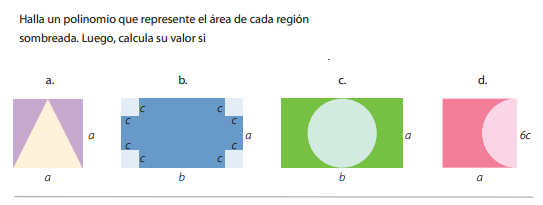 Halla un polinomio que represente el área de cada región
sombreada. Luego, calcula su valor si
.
a. b. c. d.
c c
c c
a a a 6c
c c
c c
a b b a